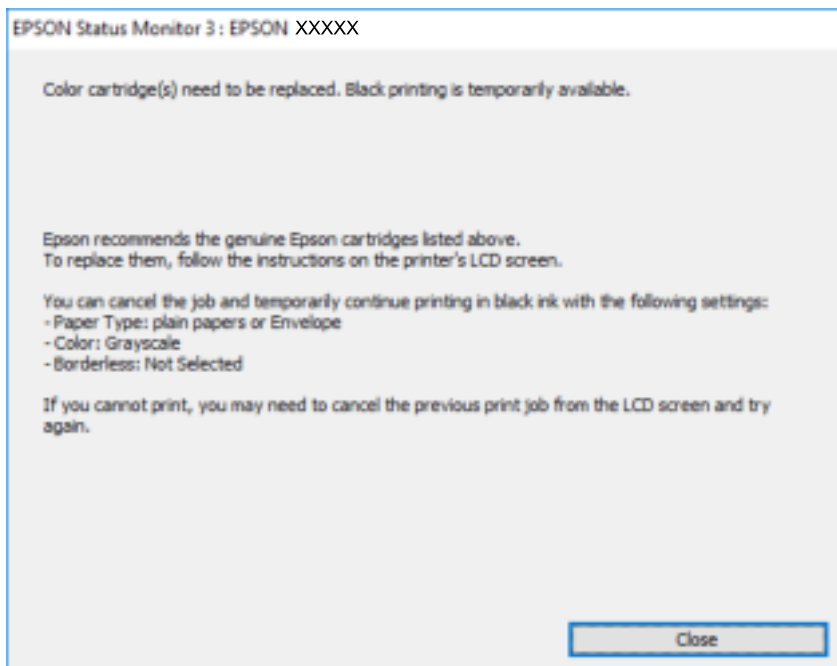 EPSON Status Monitor 3 : EPSON XXXXX
Color cartridge(s) need to be replaced. Black printing is temporarily available.
Epson recommends the genuine Epson cartridges listed above.
To replace them, follow the instructions on the printer's LCD screen.
You can cancel the job and temporarily continue printing in black ink with the following settings:
- Paper Type: plain papers or Envelope
- Color: Grayscale
- Borderless: Not Selected
If you cannot print, you may need to cancel the previous print job from the LCD screen and try
again.
Close